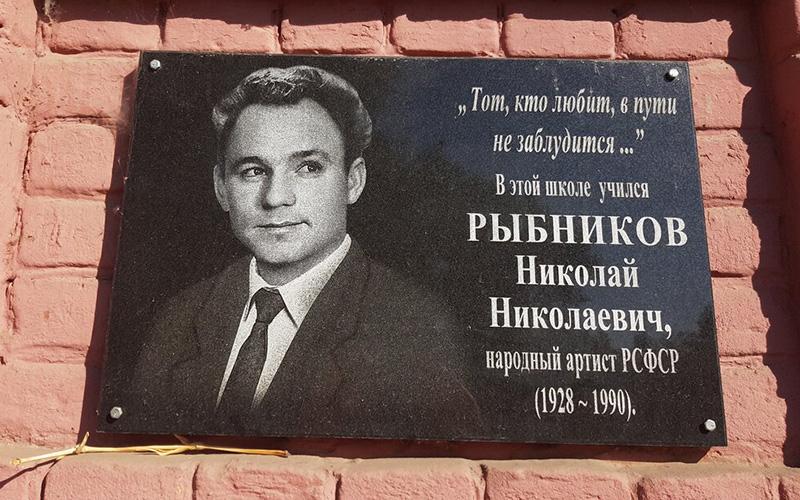 „Тот, кто любит, в пути
не заблудится ..."
В этой школе учился
РЫБНИКОВ
Николай
Николаевич,
народный артист РСФСР
(1928 ~ 1990).